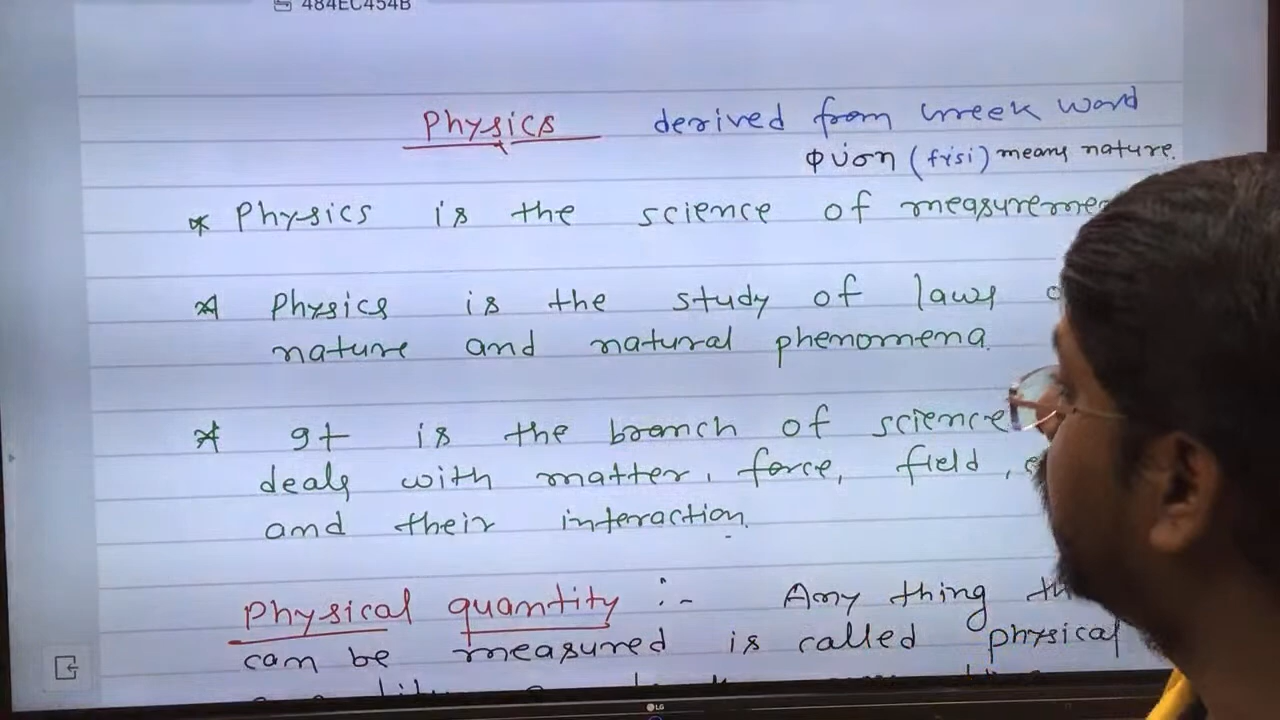 484EC454B
Physics derived from Greek word
φύση (fisi) means nature.
* Physics is the science of
* Physics is the study of laws
nature and natural phenomena.
* It is the branch of science
deals with matter, force, field,
and their interaction.
Physical quantity :- Any thing
can be measured is called physical
LG